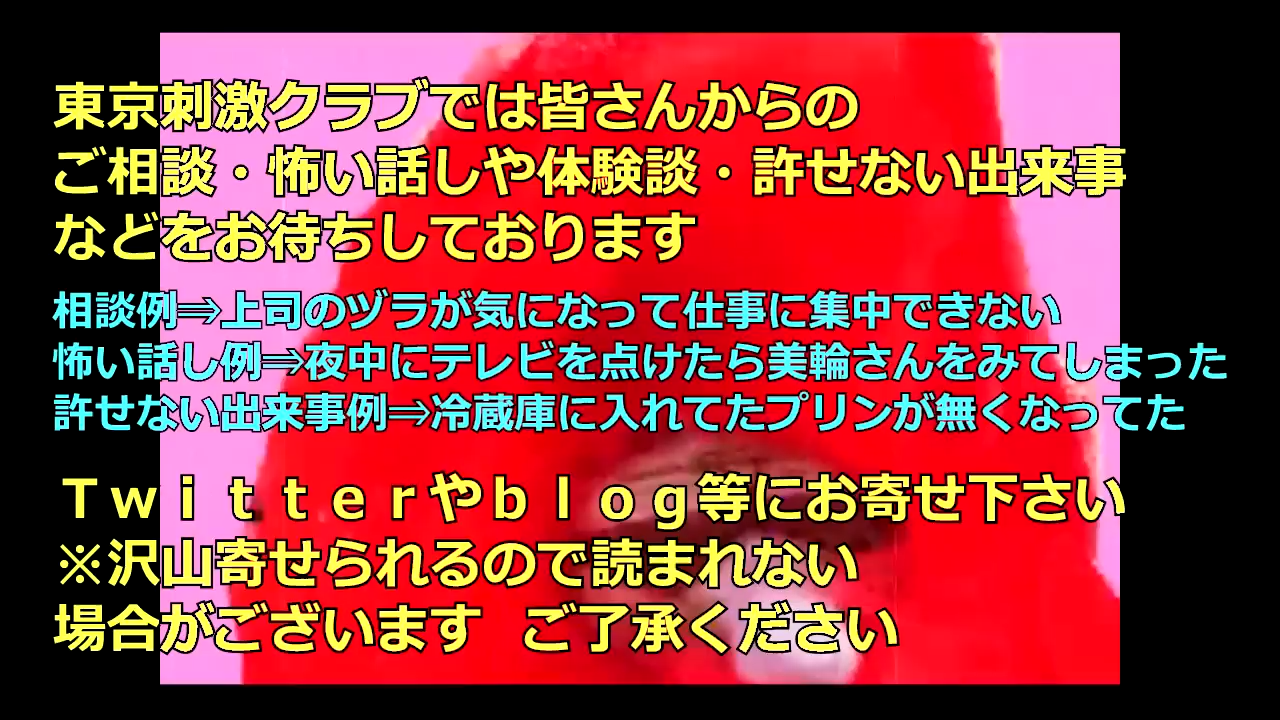 東京刺激クラブでは皆さんからの
ご相談・怖い話しや体験談・許せない出来事
などをお待ちしております
相談例⇒上司のヅラが気になって仕事に集中できない
怖い話し例⇒夜中にテレビを点けたら美輪さんをみてしまった
許せない出来事例⇒冷蔵庫に入れてたプリンが無くなってた
Ｔｗｉｔｔｅｒやｂｌｏｇ等にお寄せ下さい
※沢山寄せられるので読まれない
場合がございます　ご了承ください